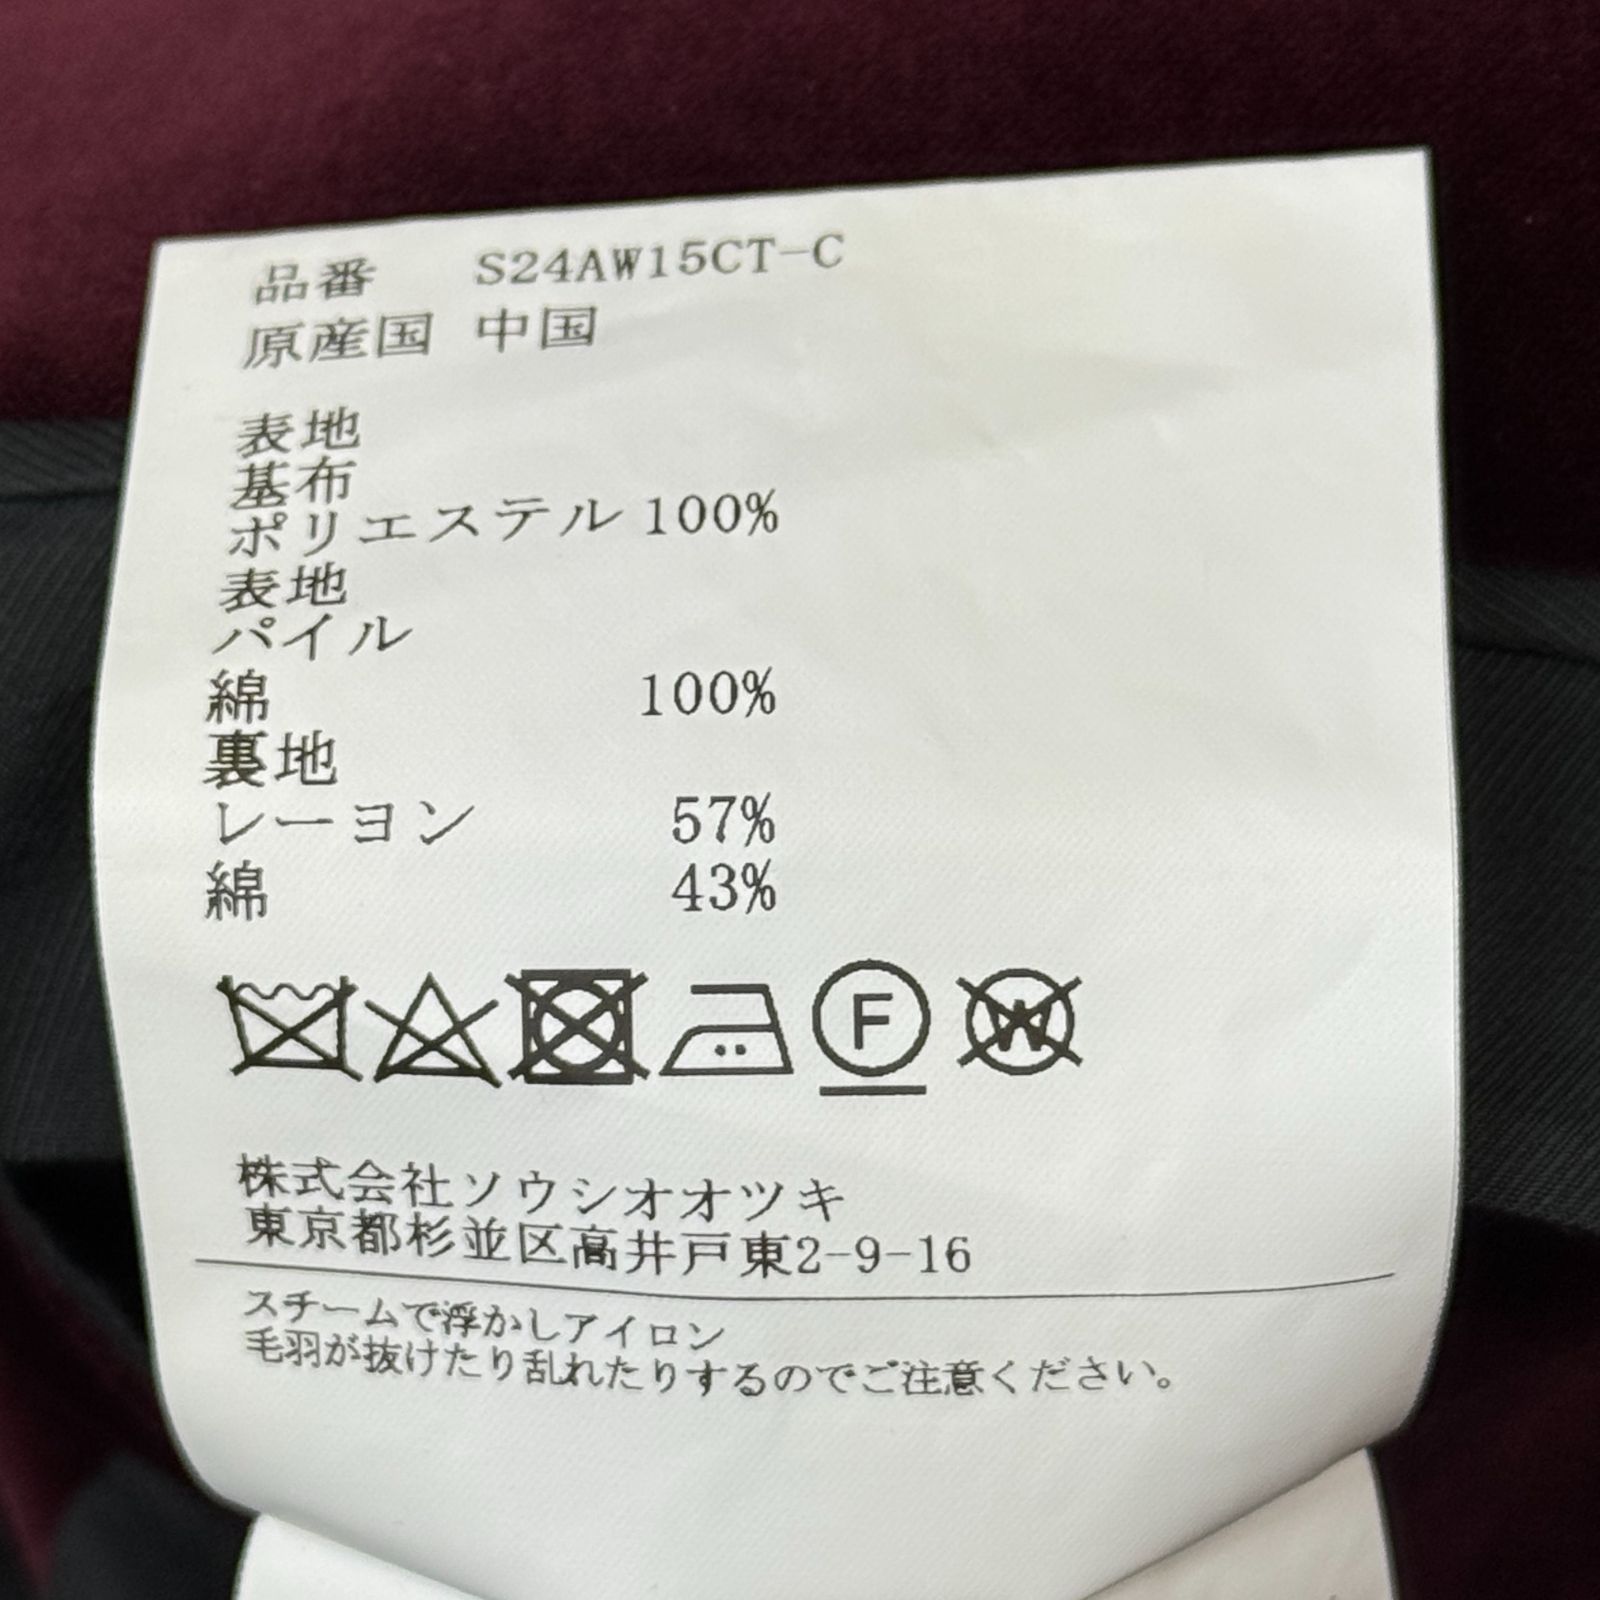 品番 S24AW15CT-C
原産国 中国
表地
基布
ポリエステル 100%
表地
パイル
綿 100%
裏地
レーヨン 57%
綿 43%
F
W
株式会社ソウシオオツキ
東京都杉並区高井戸東2-9-16
スチームで浮かしアイロン
毛羽が抜けたり乱れたりするのでご注意ください。